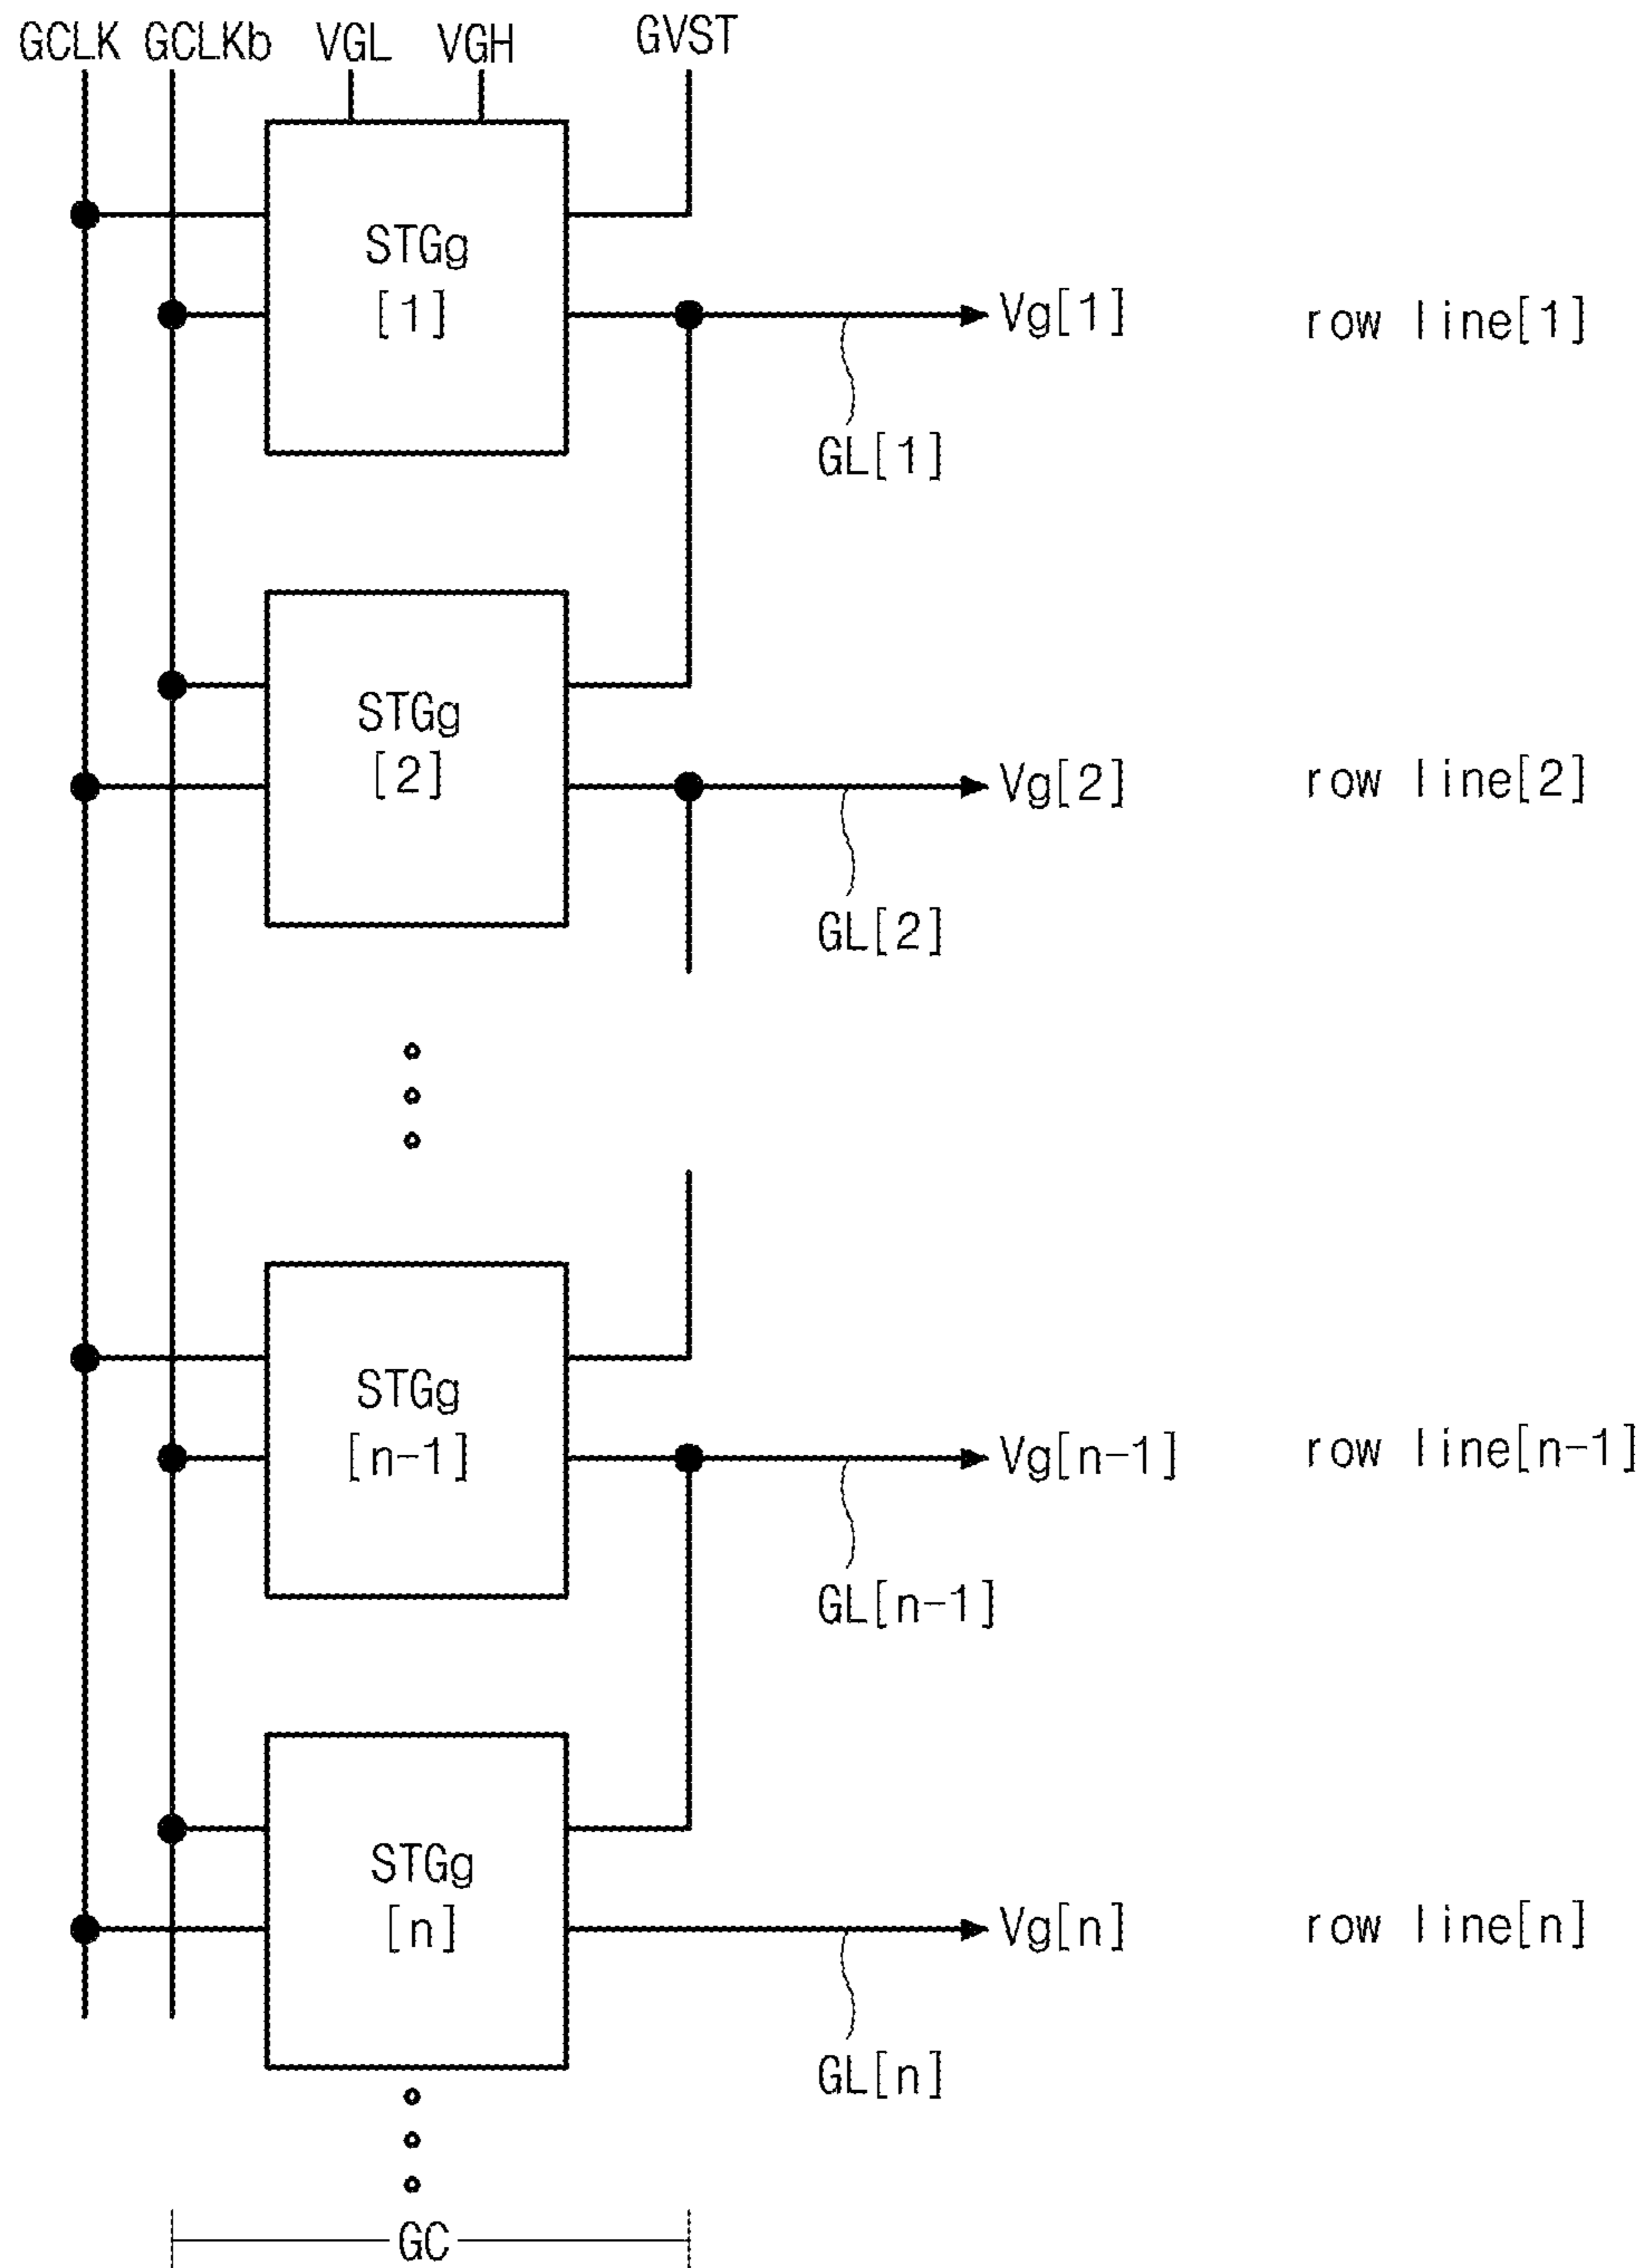 GCLK GCLKb VGL VGH GVST
STGg
[1]
Vg[1]
row line[1]
GL[1]
STGg
[2]
Vg[2]
row line[2]
GL[2]
STGg
[n-1]
Vg[n-1]
row line[n-1]
GL[n-1]
STGg
[n]
Vg[n]
row line[n]
GL[n]
GC